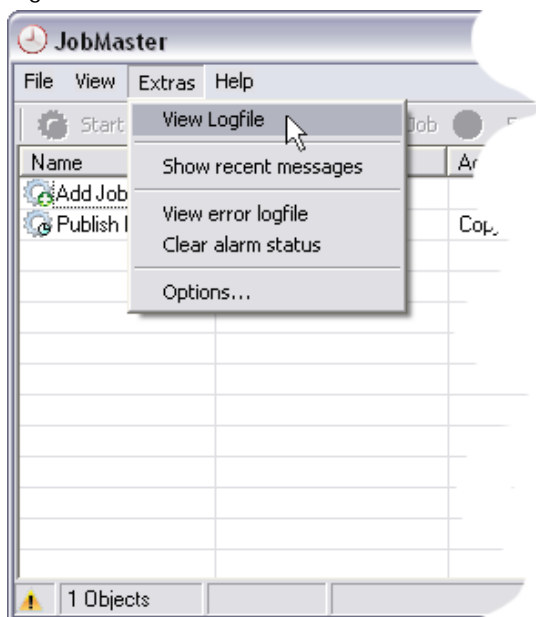 JobMaster
File View Extras Help
Start Job
Name
Add Job
Publish
Cop
View Logfile
Show recent messages
View error logfile
Clear alarm status
Options...
1 Objects